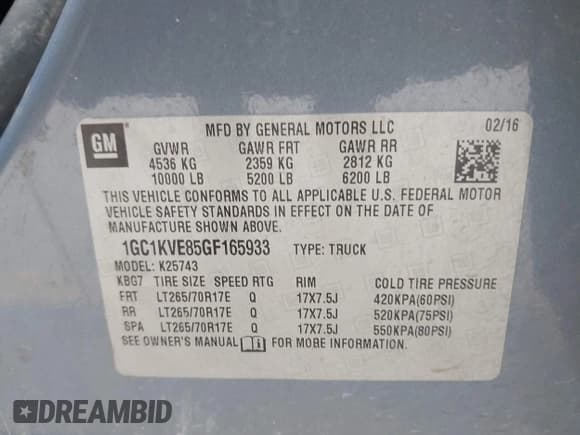 GM
MFD BY GENERAL MOTORS LLC 02/16
GVWR GAWR FRT GAWR RR
4536 KG 2359 KG 2812 KG
10000 LB 5200 LB 6200 LB
THIS VEHICLE CONFORMS TO ALL APPLICABLE U.S. FEDERAL MOTOR
VEHICLE SAFETY STANDARDS IN EFFECT ON THE DATE OF
MANUFACTURE SHOWN ABOVE.
1GC1KVE85GF165933 TYPE: TRUCK
MODEL: K25743
KBG7 TIRE SIZE SPEED RTG RIM COLD TIRE PRESSURE
FRT LT265/70R17E Q 17X7.5J 420KPA(60PSI)
RR LT265/70R17E Q 17X7.5J 520KPA(75PSI)
SPA LT265/70R17E Q 17X7.5J 550KPA(80PSI)
SEE OWNER'S MANUAL i FOR MORE INFORMATION.
DREAMBID